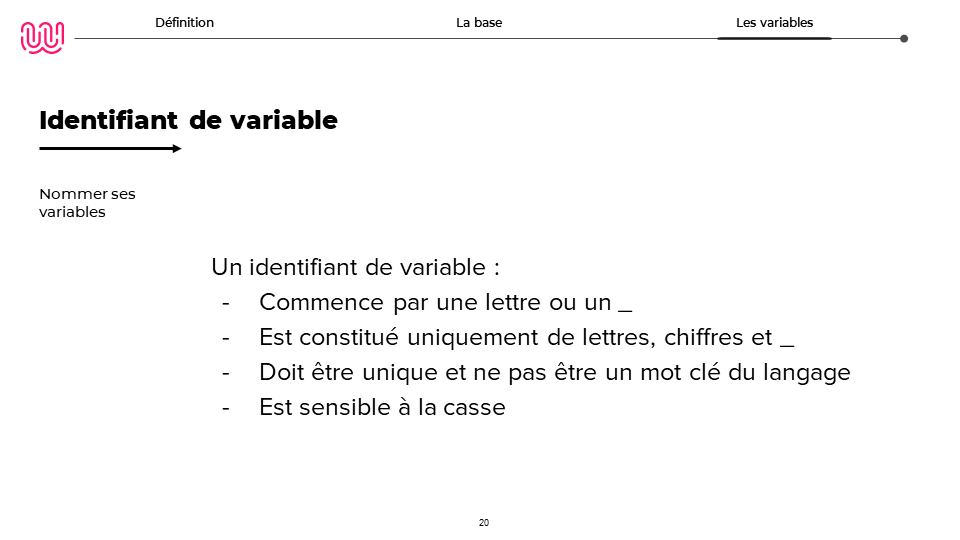 Définition La base Les variables
Identifiant de variable
Nommer ses
variables
Un identifiant de variable :
- Commence par une lettre ou un _
- Est constitué uniquement de lettres, chiffres et _
- Doit être unique et ne pas être un mot clé du langage
- Est sensible à la casse
20